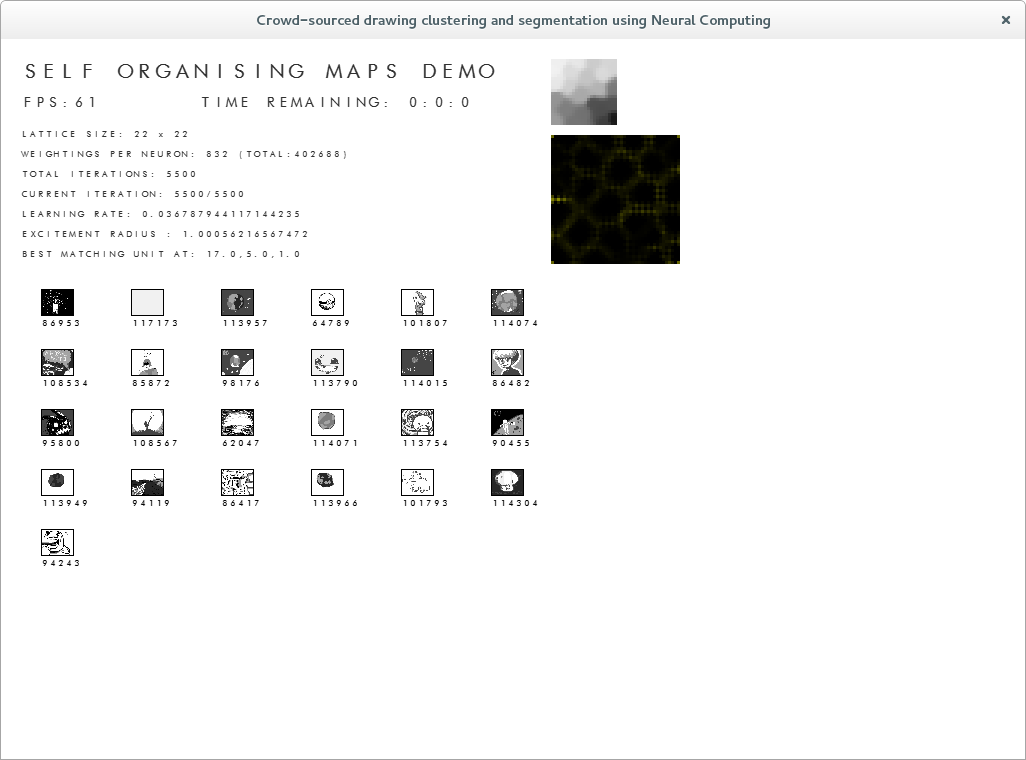 Crowd-sourced drawing clustering and segmentation using Neural Computing ×
SELF ORGANISING MAPS DEMO
FPS:61 TIME REMAINING: 0:0:0
LATTICE SIZE: 22 x 22
WEIGHTINGS PER NEURON: 832 (TOTAL:402688)
TOTAL ITERATIONS: 5500
CURRENT ITERATION: 5500/5500
LEARNING RATE: 0.036787944117144235
EXCITEMENT RADIUS : 1.00056216567472
BEST MATCHING UNIT AT: 17.0,5.0,1.0
86953 117173 113957 64789 101807 114074
108534 85872 98176 113790 114015 86482
95800 108567 62047 114071 113754 90455
113949 94119 86417 113966 101793 114304
94243